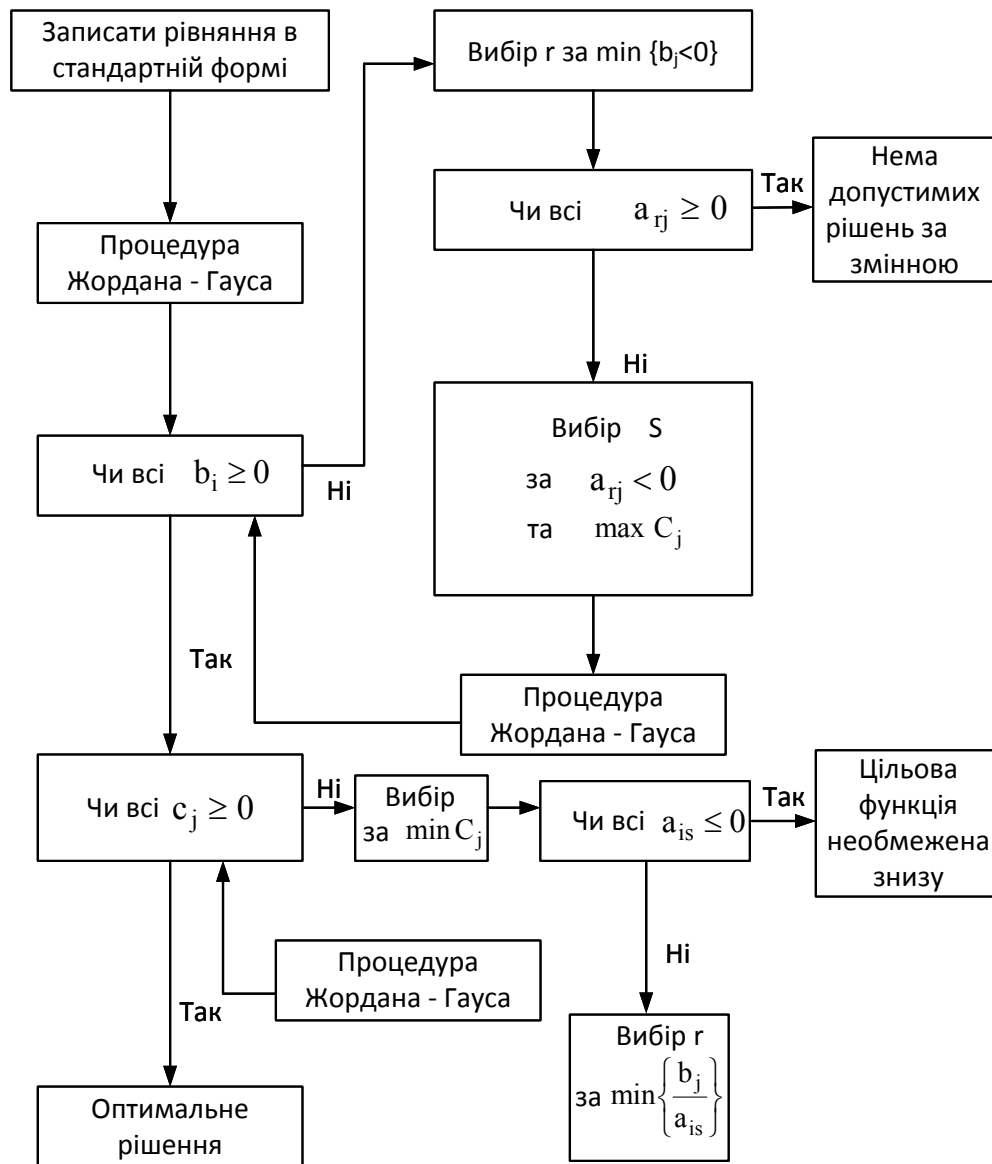 Записати рівняння в
стандартній формі
Вибір r за min {bj<0}
Чи всі arj ≥ 0
Так
Нема
допустимих
рішень за
змінною
Процедура
Жордана - Гауса
Ні
Чи всі bi ≥ 0
Ні
Вибір S
за arj < 0
та max Cj
Так
Процедура
Жордана - Гауса
Чи всі cj ≥ 0
Ні
Вибір
за min Cj
Чи всі ais ≤ 0
Так
Цільова
функція
необмежена
знизу
Процедура
Жордана - Гауса
Ні
Так
Вибір r
за min{bj/ais}
Оптимальне
рішення